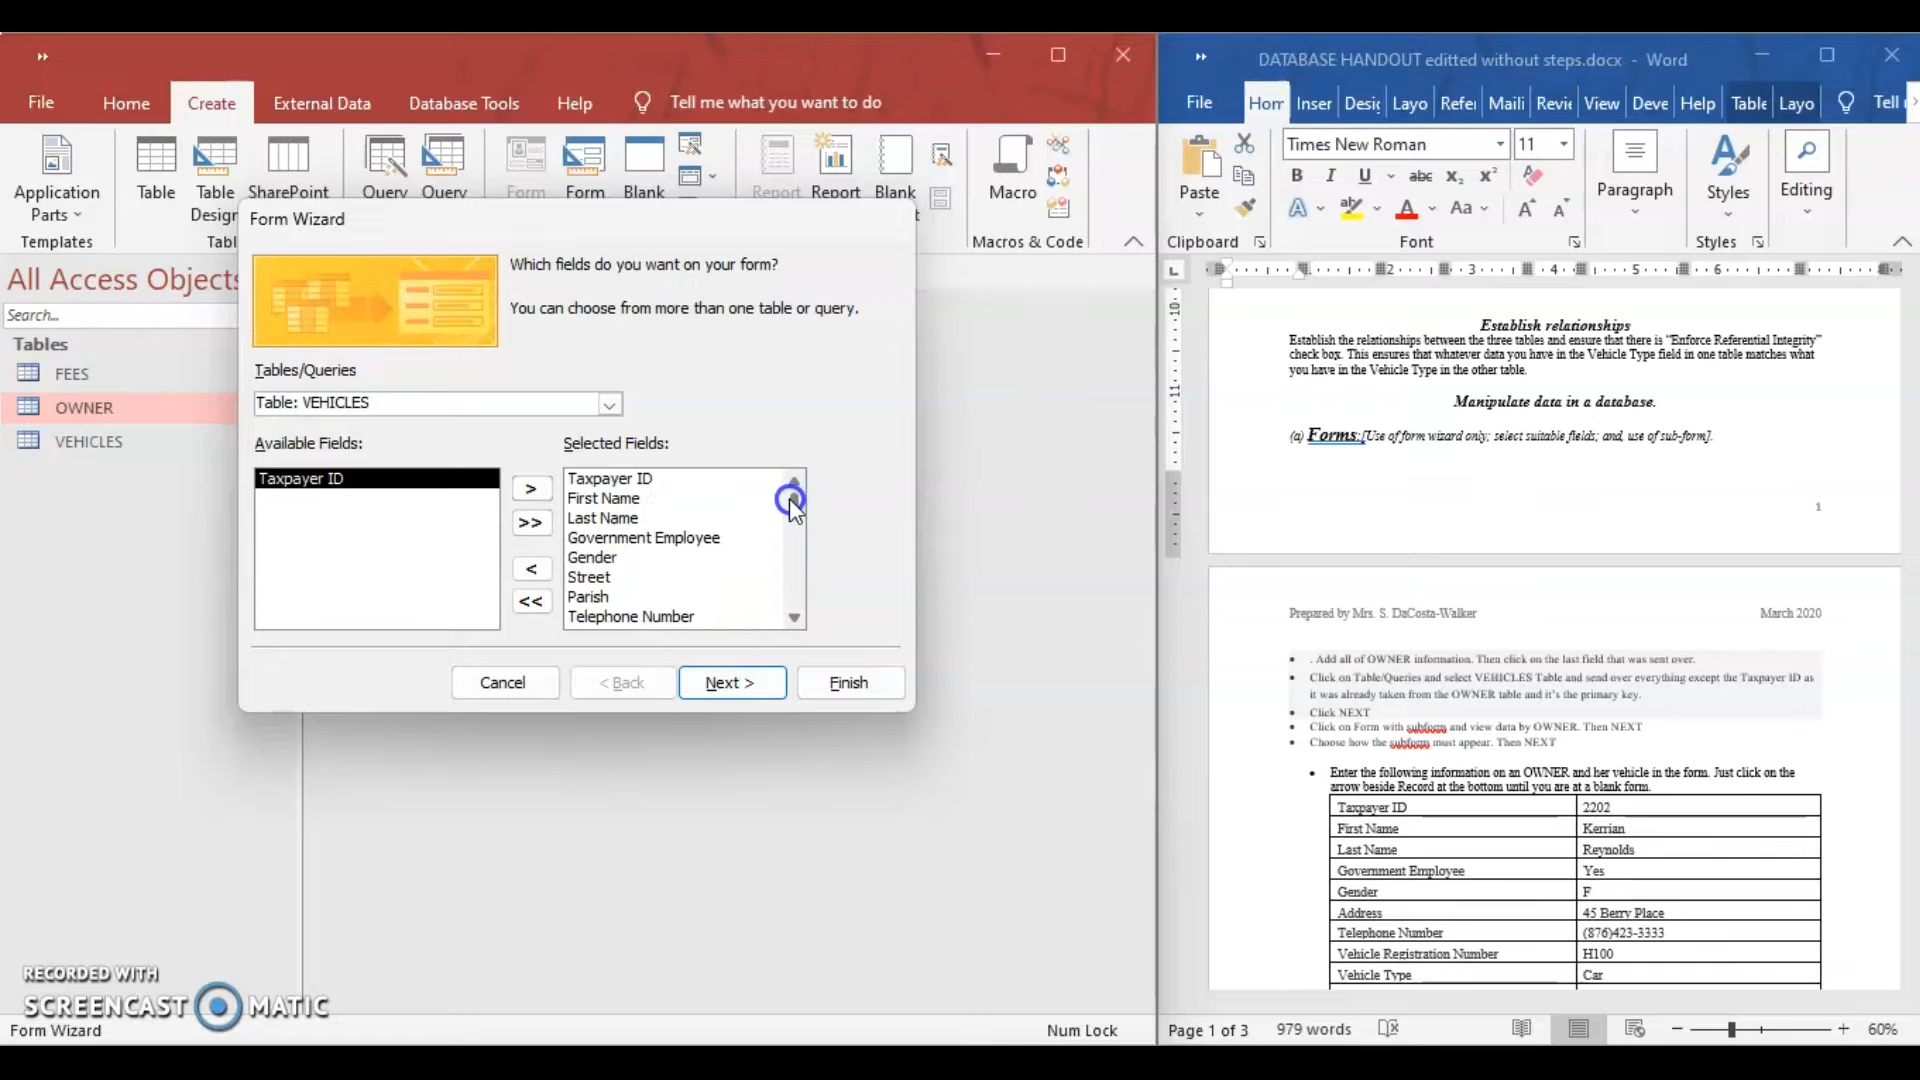 DATABASE HANDOUT editted without steps.docx - Word
File Home Create External Data Database Tools Help Tell me what you want to do
File Hom Inser Desig Layo Refer Maili Revie View Deve Help Table Layo Tell
Application Parts
Templates
Table
Table Design
SharePoint
Query
Query
Form
Form
Blank
Report
Report
Blank
Macro
Macros & Code
Paste
Clipboard
Times New Roman 11
B I U abc x₂ x²
A ab A Aa A A
Font
Paragraph
Styles
Styles
Editing
All Access Objects
Search...
Tables
FEES
OWNER
VEHICLES
Form Wizard
Which fields do you want on your form?
You can choose from more than one table or query.
Tables/Queries
Table: VEHICLES
Available Fields:
Taxpayer ID
>
>>
<
<<
Selected Fields:
Taxpayer ID
First Name
Last Name
Government Employee
Gender
Street
Parish
Telephone Number
Cancel < Back Next > Finish
L 2 3 4 5 6
10
11
Establish relationships
Establish the relationships between the three tables and ensure that there is “Enforce Referential Integrity”
check box. This ensures that whatever data you have in the Vehicle Type field in one table matches what
you have in the Vehicle Type in the other table.
Manipulate data in a database.
(a) Forms:[Use of form wizard only; select suitable fields; and, use of sub-form].
1
Prepared by Mrs. S. DaCosta-Walker March 2020
• . Add all of OWNER information. Then click on the last field that was sent over.
• Click on Table/Queries and select VEHICLES Table and send over everything except the Taxpayer ID as
it was already taken from the OWNER table and it’s the primary key.
• Click NEXT
• Click on Form with subform and view data by OWNER. Then NEXT
• Choose how the subform must appear. Then NEXT
• Enter the following information on an OWNER and her vehicle in the form. Just click on the
arrow beside Record at the bottom until you are at a blank form.
Taxpayer ID 2202
First Name Kerrian
Last Name Reynolds
Government Employee Yes
Gender F
Address 45 Berry Place
Telephone Number (876)423-3333
Vehicle Registration Number H100
Vehicle Type Car
RECORDED WITH
SCREENCAST MATIC
Form Wizard Num Lock
Page 1 of 3 979 words 60%